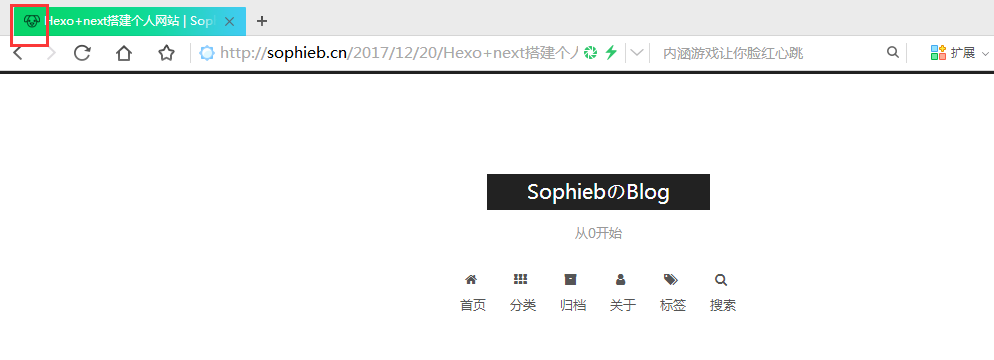 Hexo+next搭建个人网站 | Sop
http://sophieb.cn/2017/12/20/Hexo+next搭建个人
内涵游戏让你脸红心跳
扩展
SophiebのBlog
从0开始
首页 分类 归档 关于 标签 搜索